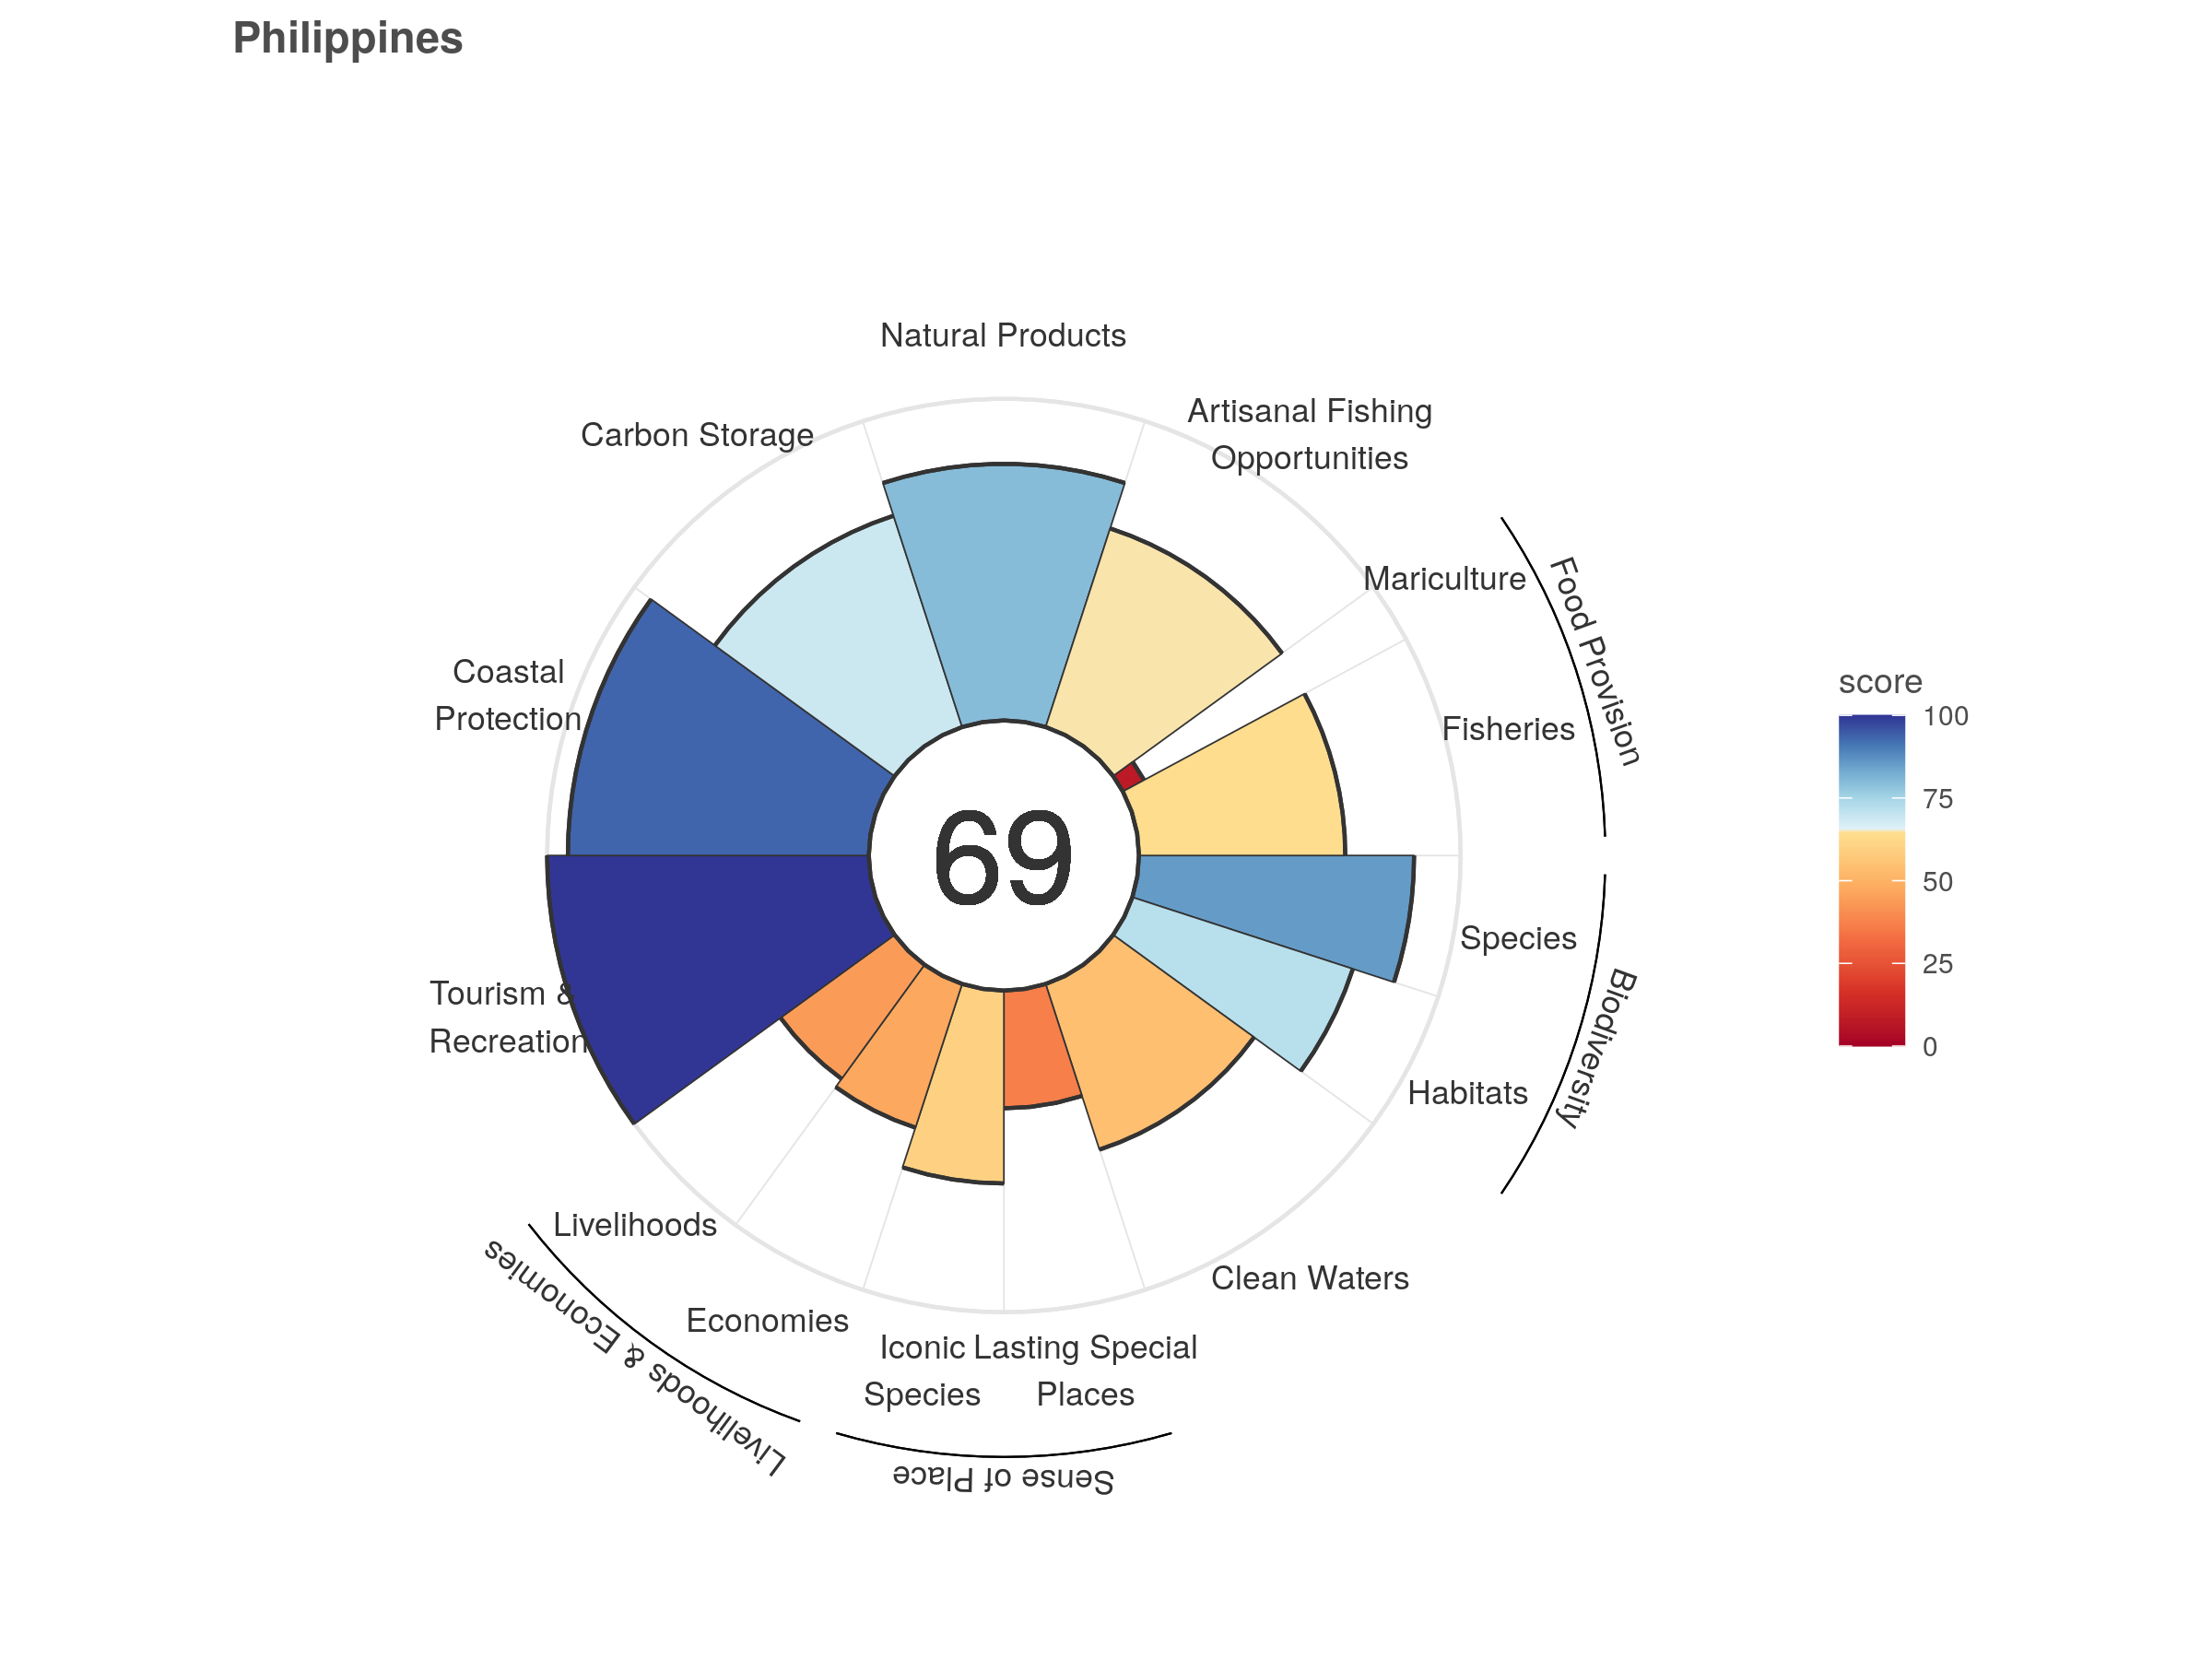 Philippines
Natural Products
Artisanal Fishing
Opportunities
Carbon Storage
Mariculture
Food Provision
Fisheries
Coastal
Protection
69
score
100
75
50
25
0
Species
Biodiversity
Habitats
Tourism &
Recreation
Livelihoods
Livelihoods & Economies
Economies
Clean Waters
Iconic
Species
Lasting Special
Places
Sense of Place